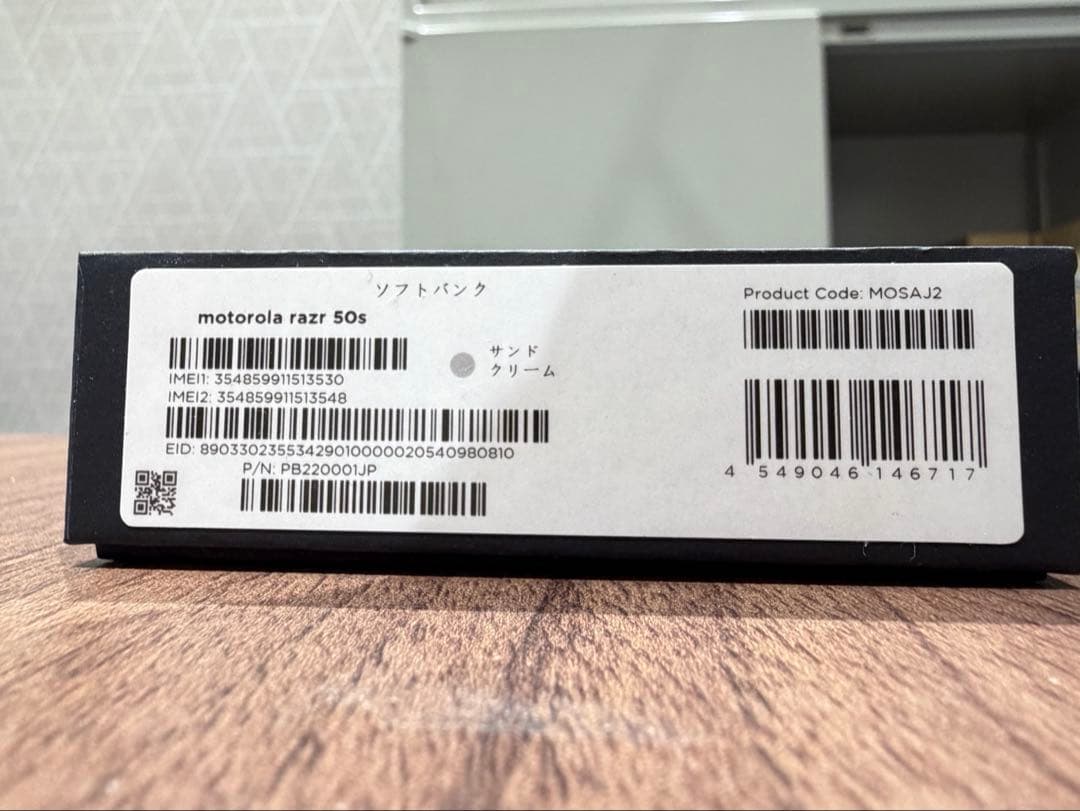 ソフトバンク
motorola razr 50s
サンド
クリーム
IMEI1: 354859911513530
IMEI2: 354859911513548
EID: 89033023553429010000020540980810
P/N: PB220001JP
Product Code: MOSAJ2
4 549046 146717